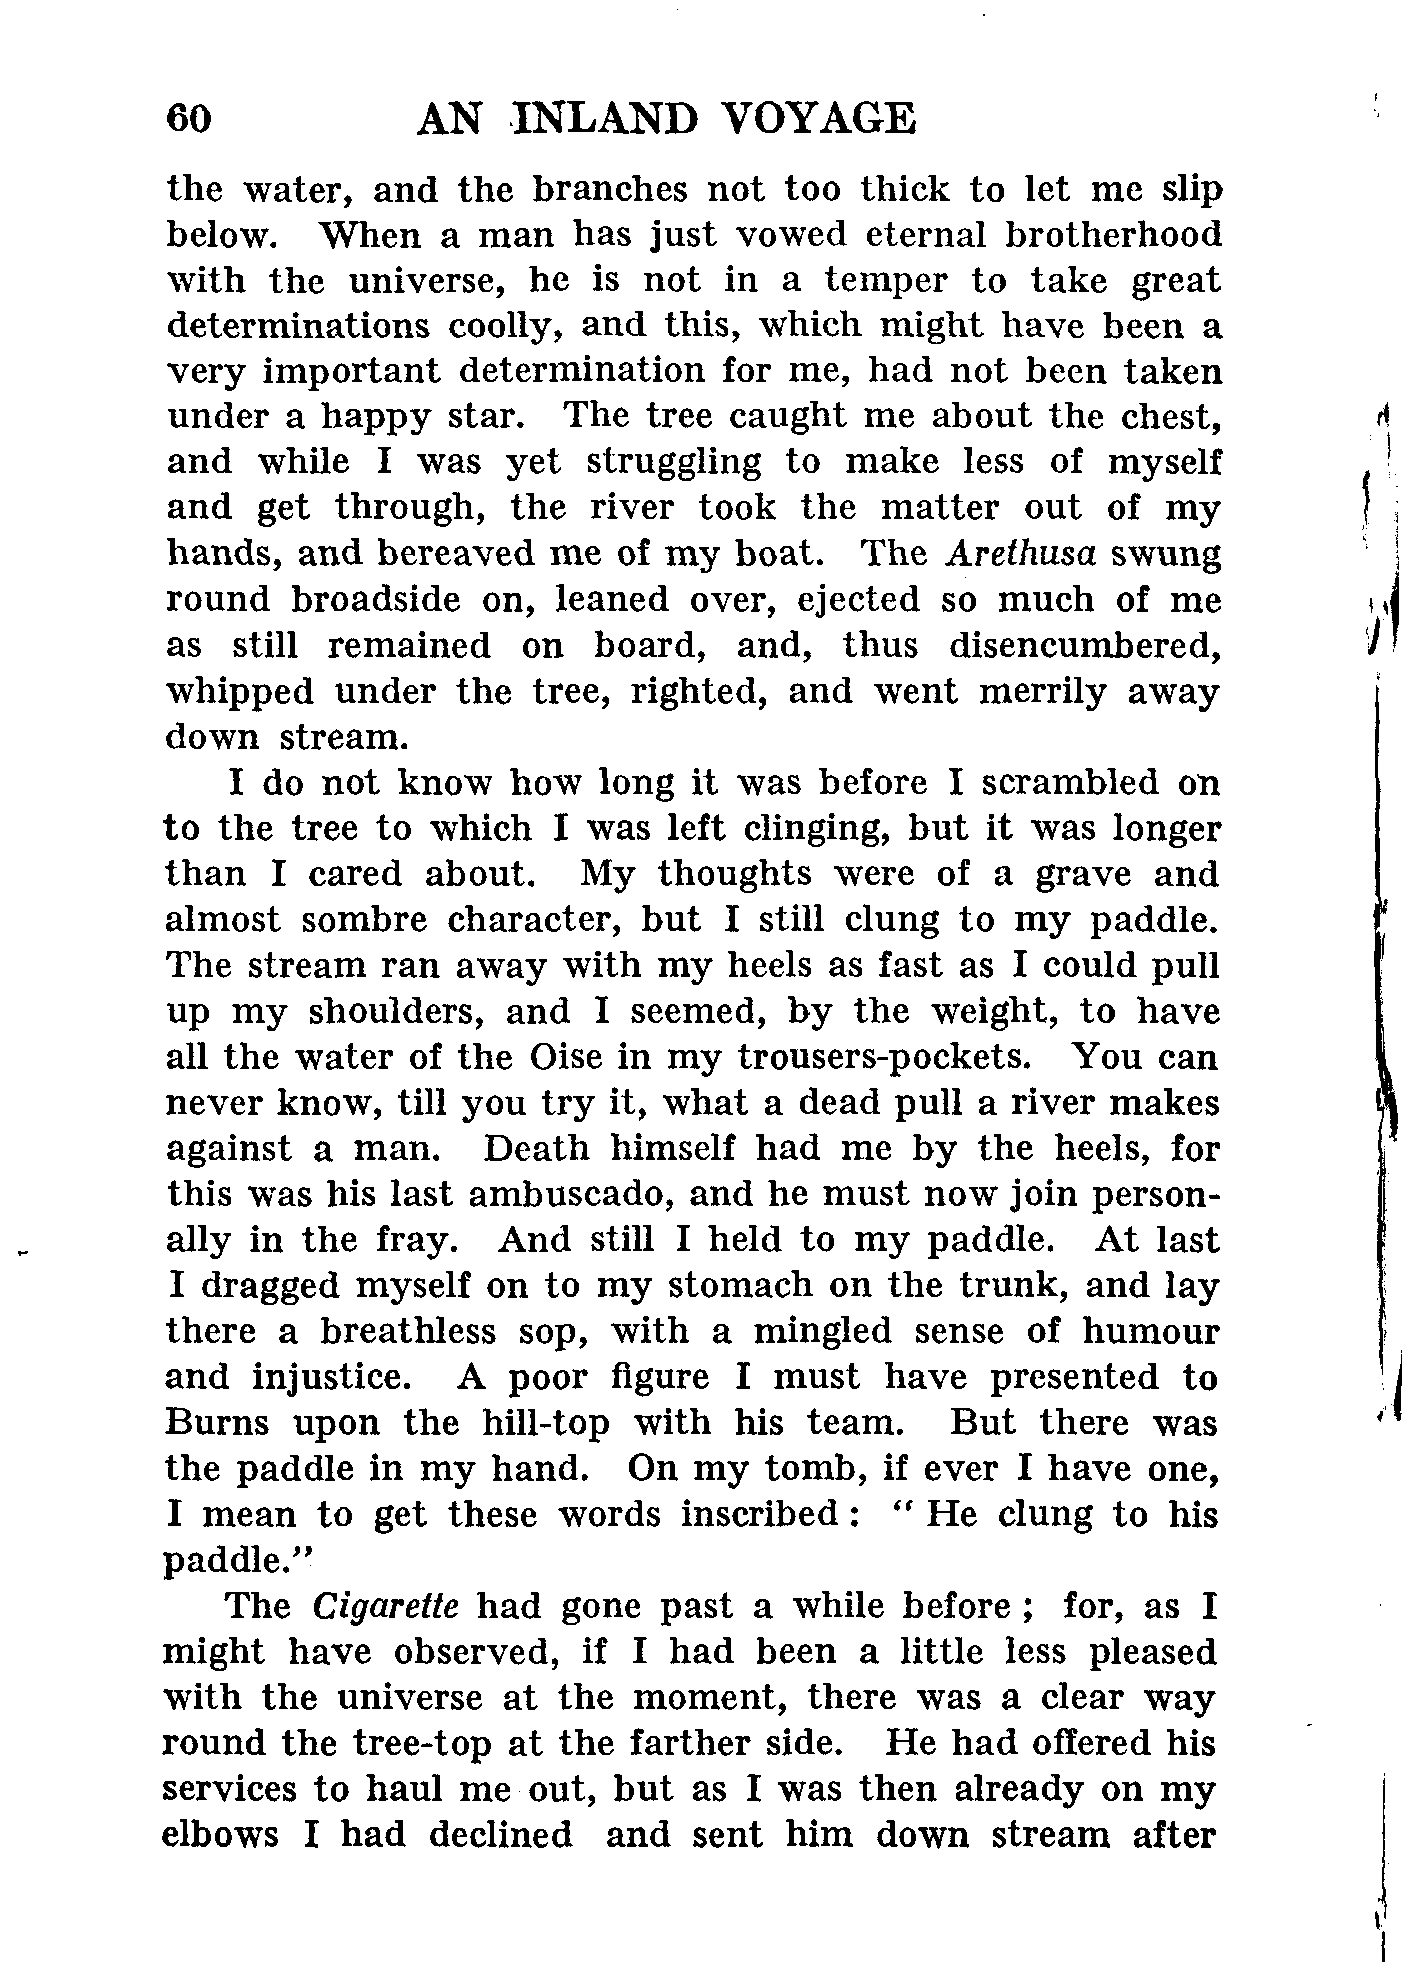 60 AN INLAND VOYAGE
the water, and the branches not too thick to let me slip
below. When a man has just vowed eternal brotherhood
with the universe, he is not in a temper to take great
determinations coolly, and this, which might have been a
very important determination for me, had not been taken
under a happy star. The tree caught me about the chest,
and while I was yet struggling to make less of myself
and get through, the river took the matter out of my
hands, and bereaved me of my boat. The Arethusa swung
round broadside on, leaned over, ejected so much of me
as still remained on board, and, thus disencumbered,
whipped under the tree, righted, and went merrily away
down stream.
I do not know how long it was before I scrambled on
to the tree to which I was left clinging, but it was longer
than I cared about. My thoughts were of a grave and
almost sombre character, but I still clung to my paddle.
The stream ran away with my heels as fast as I could pull
up my shoulders, and I seemed, by the weight, to have
all the water of the Oise in my trousers-pockets. You can
never know, till you try it, what a dead pull a river makes
against a man. Death himself had me by the heels, for
this was his last ambuscado, and he must now join person-
ally in the fray. And still I held to my paddle. At last
I dragged myself on to my stomach on the trunk, and lay
there a breathless sop, with a mingled sense of humour
and injustice. A poor figure I must have presented to
Burns upon the hill-top with his team. But there was
the paddle in my hand. On my tomb, if ever I have one,
I mean to get these words inscribed : “ He clung to his
paddle.”
The Cigarette had gone past a while before ; for, as I
might have observed, if I had been a little less pleased
with the universe at the moment, there was a clear way
round the tree-top at the farther side. He had offered his
services to haul me out, but as I was then already on my
elbows I had declined and sent him down stream after